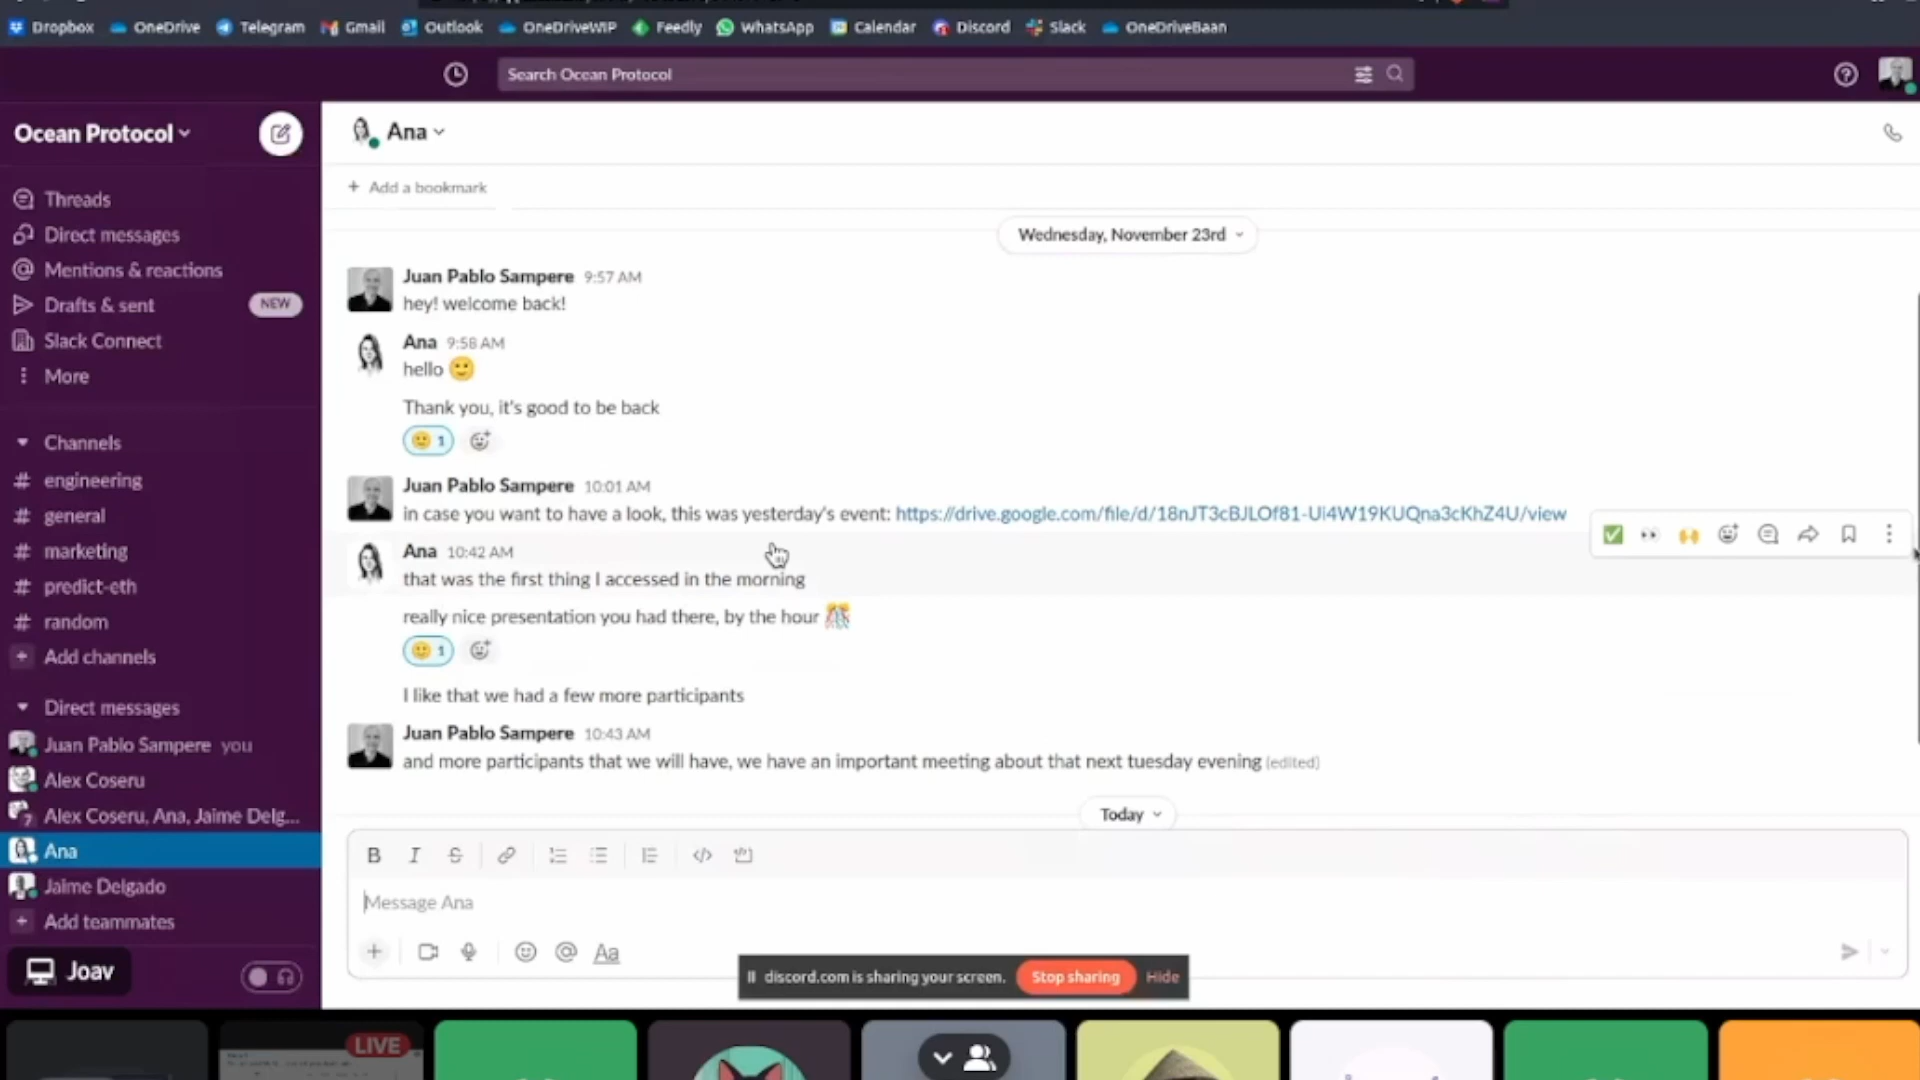 Dropbox OneDrive Telegram Gmail Outlook OneDriveWIP Feedly WhatsApp Calendar Discord Slack OneDriveBaan
Search Ocean Protocol
Ocean Protocol
Ana
Threads
Direct messages
Mentions & reactions
Drafts & sent NEW
Slack Connect
More
Channels
# engineering
# general
# marketing
# predict-eth
# random
+ Add channels
Direct messages
Juan Pablo Sampere you
Alex Coseru
7 Alex Coseru, Ana, Jaime Delg...
Ana
Jaime Delgado
+ Add teammates
Joav
+ Add a bookmark
Wednesday, November 23rd
Juan Pablo Sampere 9:57 AM
hey! welcome back!
Ana 9:58 AM
hello 🙂
Thank you, it's good to be back
🙂 1
Juan Pablo Sampere 10:01 AM
in case you want to have a look, this was yesterday's event: https://drive.google.com/file/d/18nJT3cBJLOf81-Ui4W19KUQna3cKhZ4U/view
Ana 10:42 AM
that was the first thing I accessed in the morning
really nice presentation you had there, by the hour 🎊
🙂 1
I like that we had a few more participants
Juan Pablo Sampere 10:43 AM
and more participants that we will have, we have an important meeting about that next tuesday evening (edited)
Today
B I S
Message Ana
Aa
discord.com is sharing your screen. Stop sharing Hide
LIVE